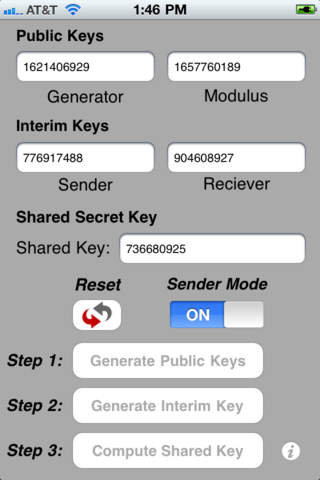 AT&T 1:46 PM
Public Keys
1621406929 1657760189
Generator Modulus
Interim Keys
776917488 904608927
Sender Reciever
Shared Secret Key
Shared Key: 736680925
Reset Sender Mode
ON
Step 1: Generate Public Keys
Step 2: Generate Interim Key
Step 3: Compute Shared Key i